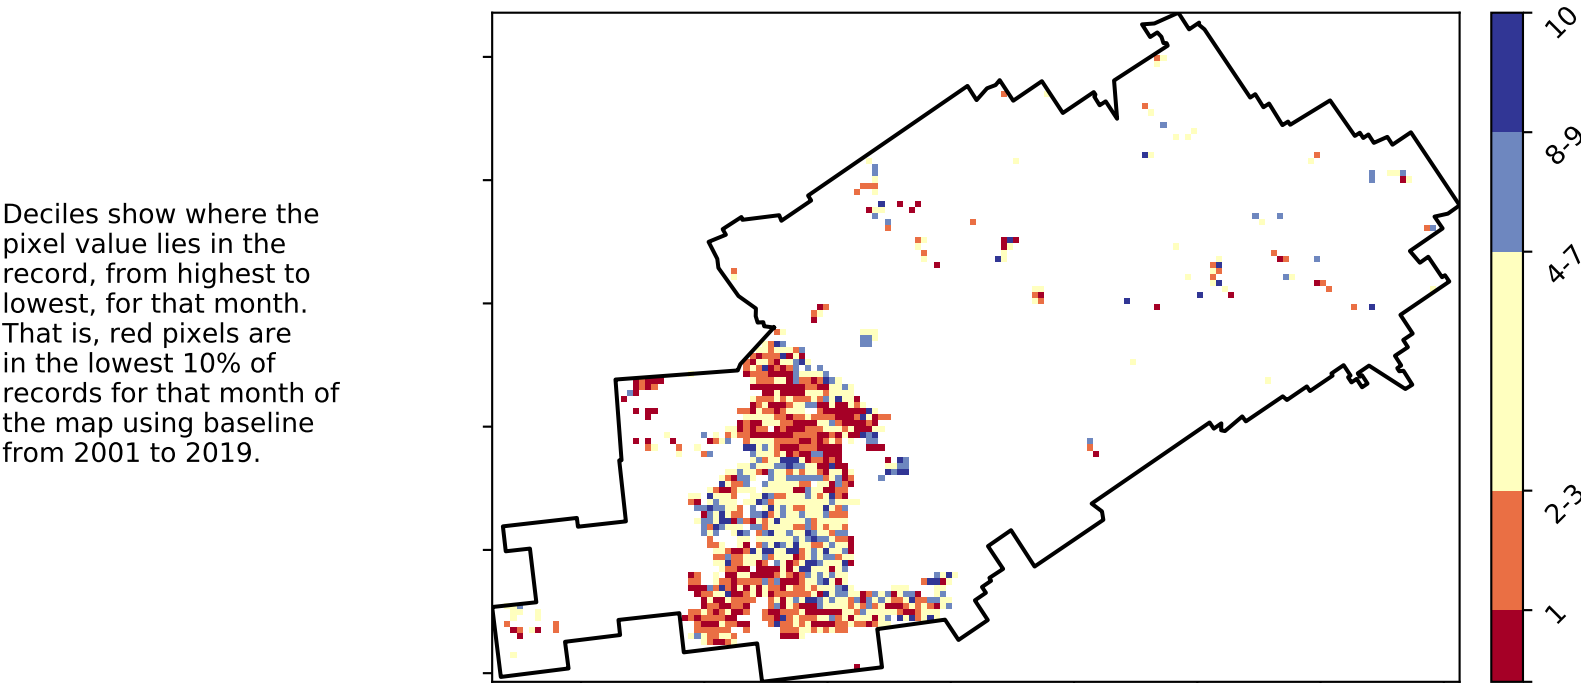 Deciles show where the
pixel value lies in the
record, from highest to
lowest, for that month.
That is, red pixels are
in the lowest 10% of
records for that month of
the map using baseline
from 2001 to 2019.
10
8-9
4-7
2-3
1